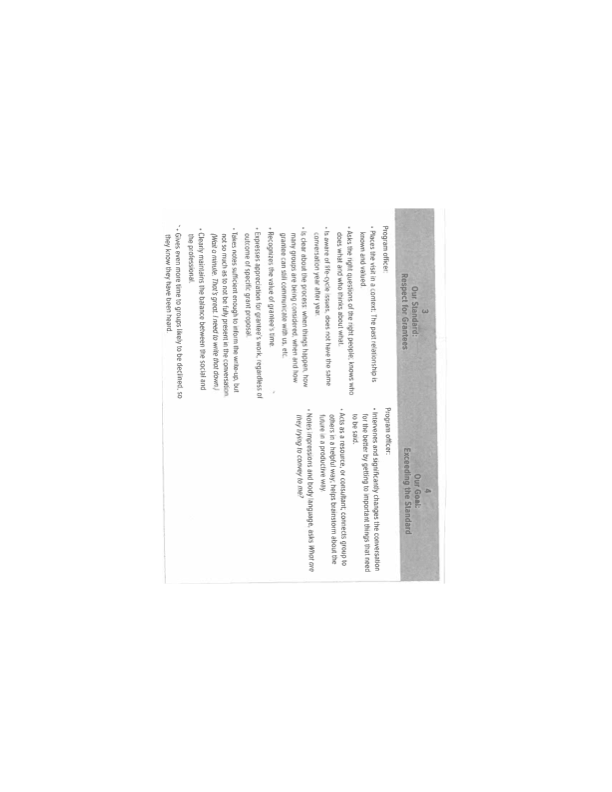 3
Our Standard:
Respect for Grantees
Program officer:
• Places the visit in a context. The past relationship is
known and valued.
• Asks the right questions of the right people; knows who
does what and who thinks about what.
• Is aware of life-cycle issues, does not have the same
conversation year after year.
• Is clear about the process: when things happen, how
many groups are being considered, when and how
grantee can still communicate with us, etc.
• Recognizes the value of grantee's time.
• Expresses appreciation for grantee's work, regardless of
outcome of specific grant proposal.
• Takes notes sufficient enough to inform the write-up, but
not so much as to not be fully present in the conversation.
(Wait a minute. That's great. I need to write that down.)
• Clearly maintains the balance between the social and
the professional.
• Gives even more time to groups likely to be declined, so
they know they have been heard.
4
Our Goal:
Exceeding the Standard
Program officer:
• Intervenes and significantly changes the conversation
for the better by getting to important things that need
to be said.
• Acts as a resource, or consultant, connects group to
others in a helpful way; helps brainstorm about the
future in a productive way.
• Notes impressions and body language, asks What are
they trying to convey to me?